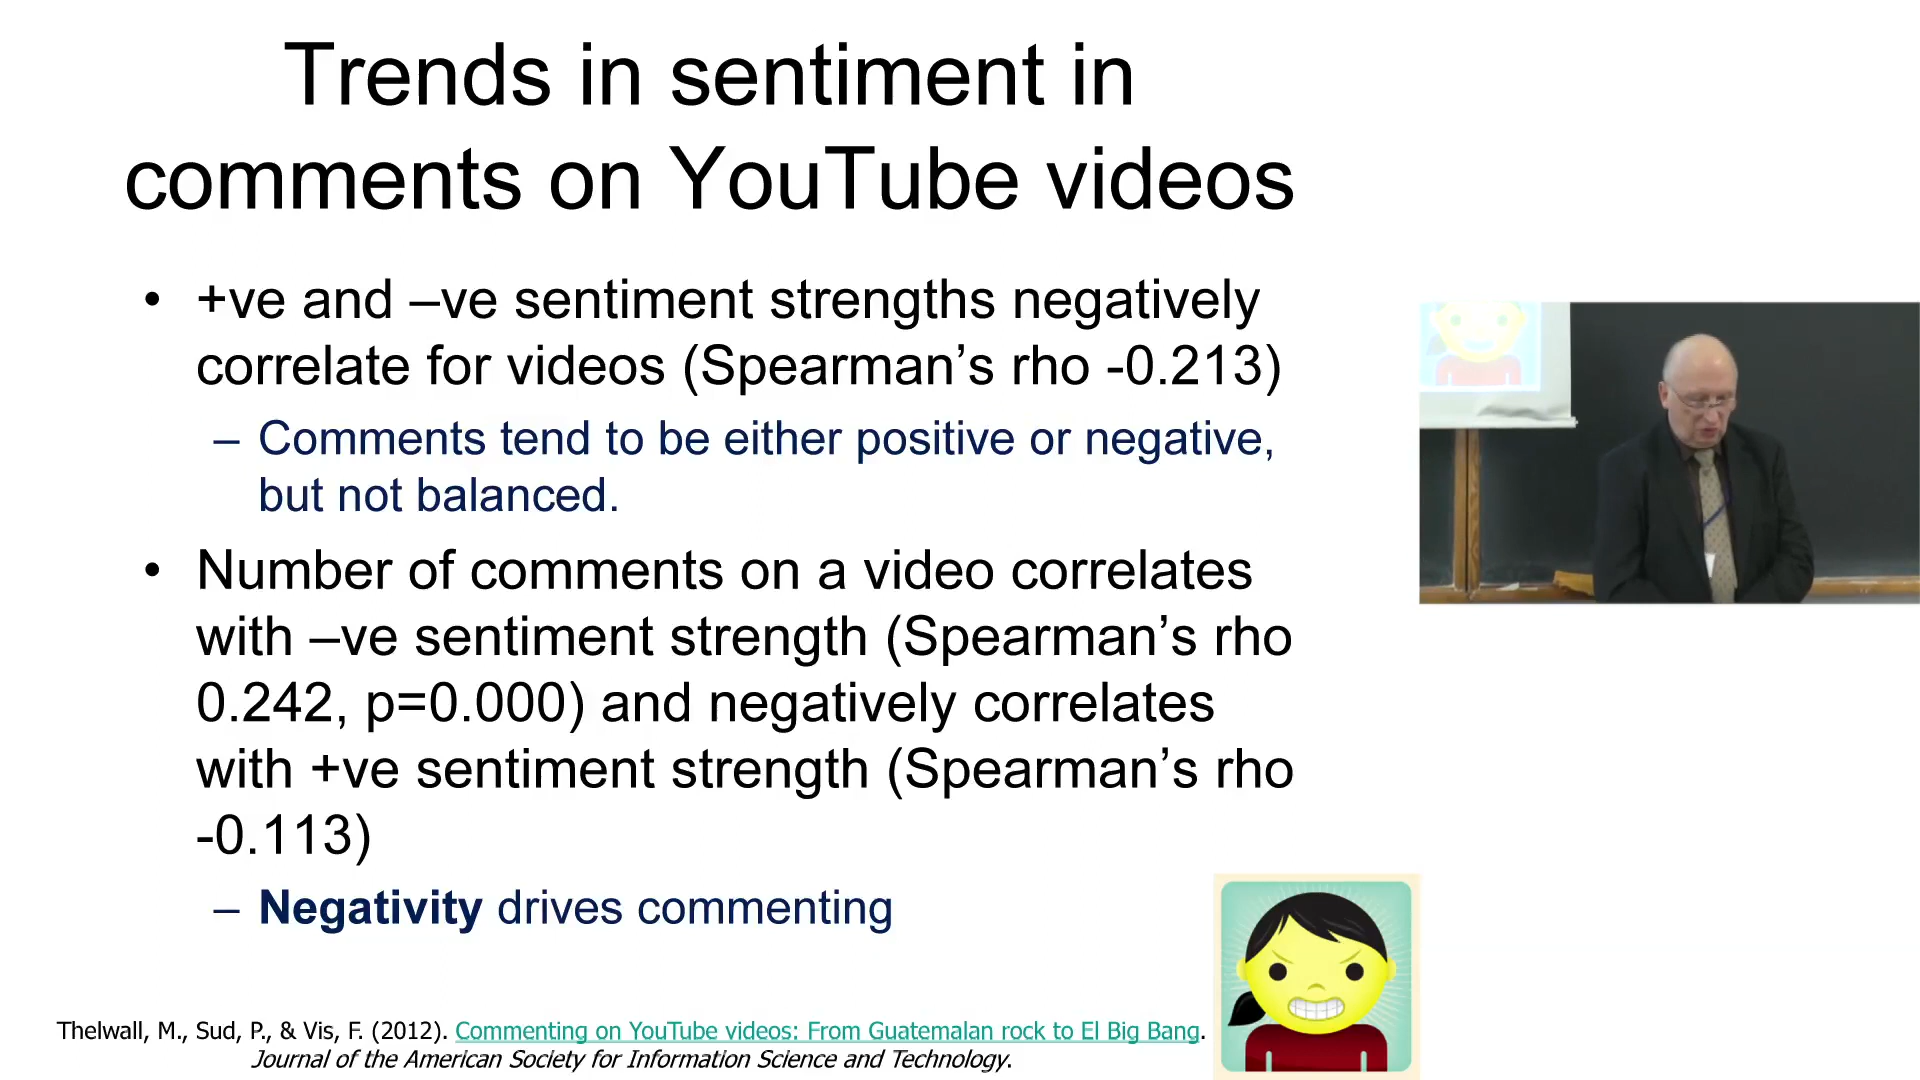 Trends in sentiment in
comments on YouTube videos
• +ve and –ve sentiment strengths negatively
correlate for videos (Spearman’s rho -0.213)
– Comments tend to be either positive or negative,
but not balanced.
• Number of comments on a video correlates
with –ve sentiment strength (Spearman’s rho
0.242, p=0.000) and negatively correlates
with +ve sentiment strength (Spearman’s rho
-0.113)
– Negativity drives commenting
Thelwall, M., Sud, P., & Vis, F. (2012). Commenting on YouTube videos: From Guatemalan rock to El Big Bang.
Journal of the American Society for Information Science and Technology.